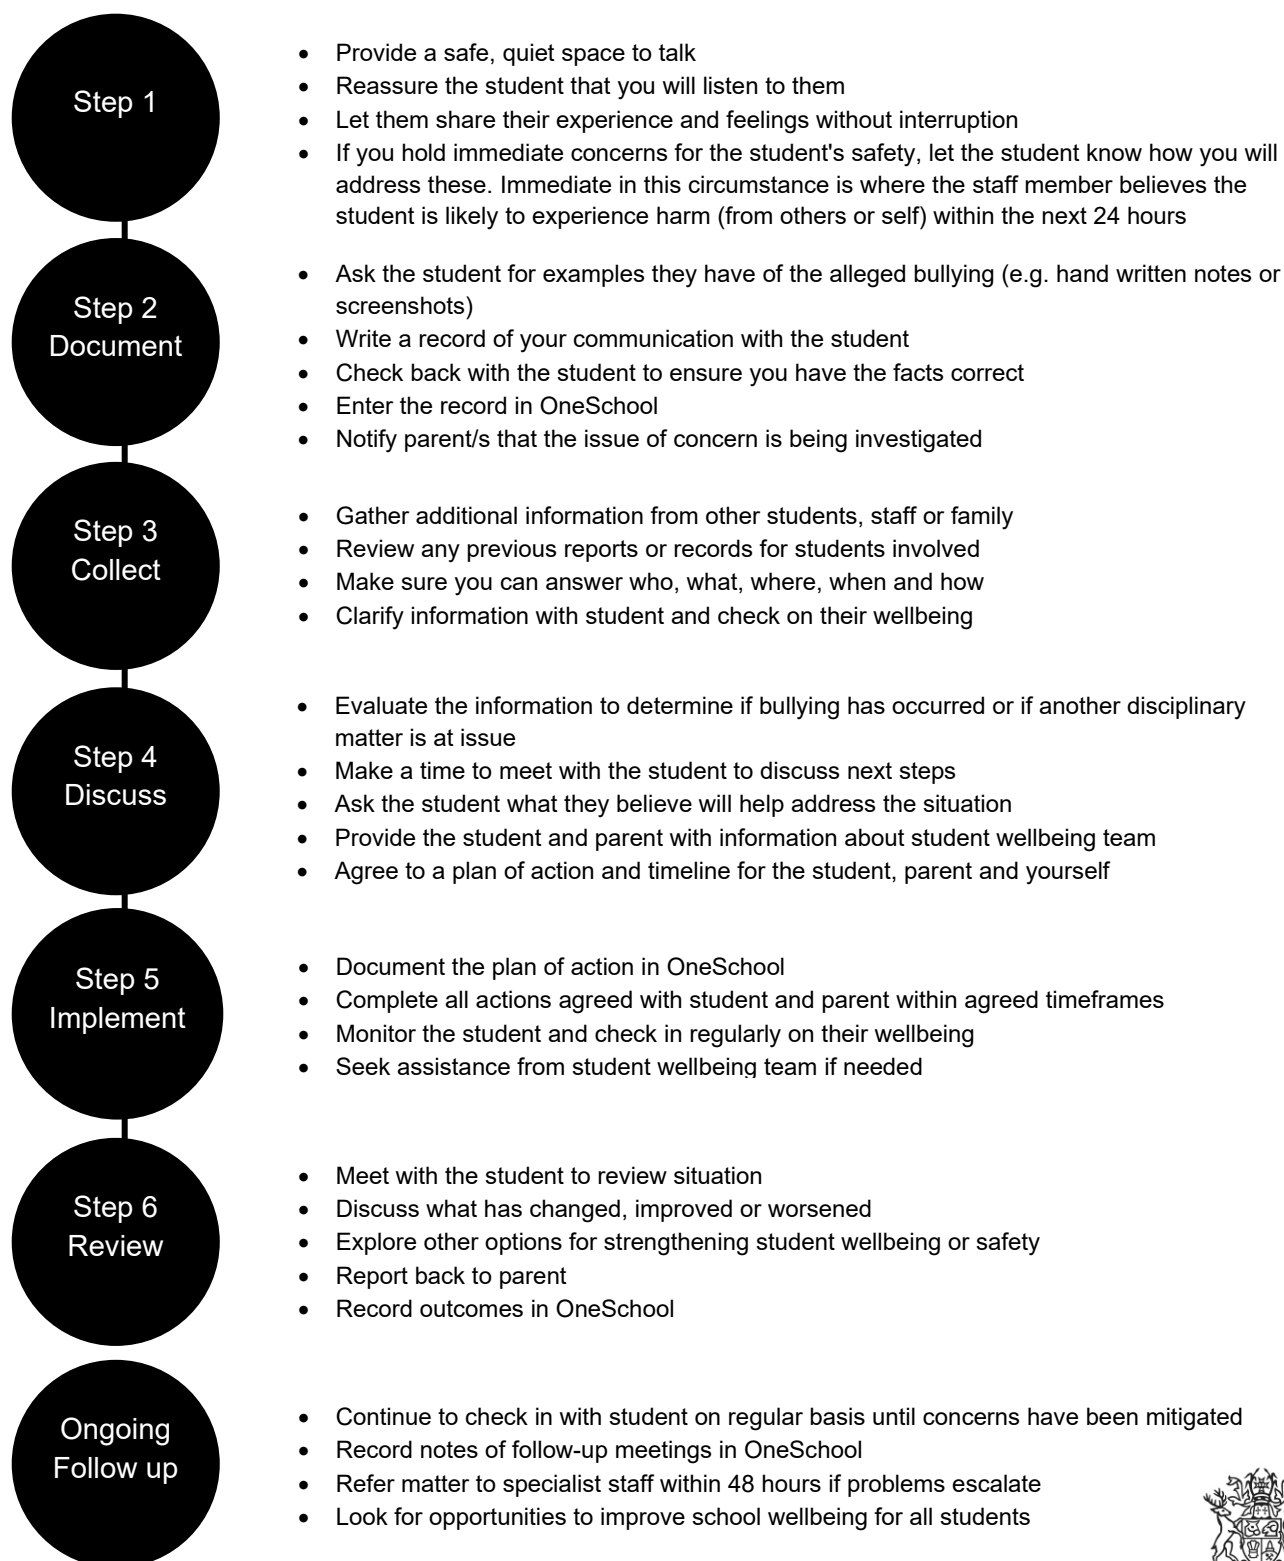 Step 1
• Provide a safe, quiet space to talk
• Reassure the student that you will listen to them
• Let them share their experience and feelings without interruption
• If you hold immediate concerns for the student's safety, let the student know how you will
address these. Immediate in this circumstance is where the staff member believes the
student is likely to experience harm (from others or self) within the next 24 hours
Step 2
Document
• Ask the student for examples they have of the alleged bullying (e.g. hand written notes or
screenshots)
• Write a record of your communication with the student
• Check back with the student to ensure you have the facts correct
• Enter the record in OneSchool
• Notify parent/s that the issue of concern is being investigated
Step 3
Collect
• Gather additional information from other students, staff or family
• Review any previous reports or records for students involved
• Make sure you can answer who, what, where, when and how
• Clarify information with student and check on their wellbeing
Step 4
Discuss
• Evaluate the information to determine if bullying has occurred or if another disciplinary
matter is at issue
• Make a time to meet with the student to discuss next steps
• Ask the student what they believe will help address the situation
• Provide the student and parent with information about student wellbeing team
• Agree to a plan of action and timeline for the student, parent and yourself
Step 5
Implement
• Document the plan of action in OneSchool
• Complete all actions agreed with student and parent within agreed timeframes
• Monitor the student and check in regularly on their wellbeing
• Seek assistance from student wellbeing team if needed
Step 6
Review
• Meet with the student to review situation
• Discuss what has changed, improved or worsened
• Explore other options for strengthening student wellbeing or safety
• Report back to parent
• Record outcomes in OneSchool
Ongoing
Follow up
• Continue to check in with student on regular basis until concerns have been mitigated
• Record notes of follow-up meetings in OneSchool
• Refer matter to specialist staff within 48 hours if problems escalate
• Look for opportunities to improve school wellbeing for all students